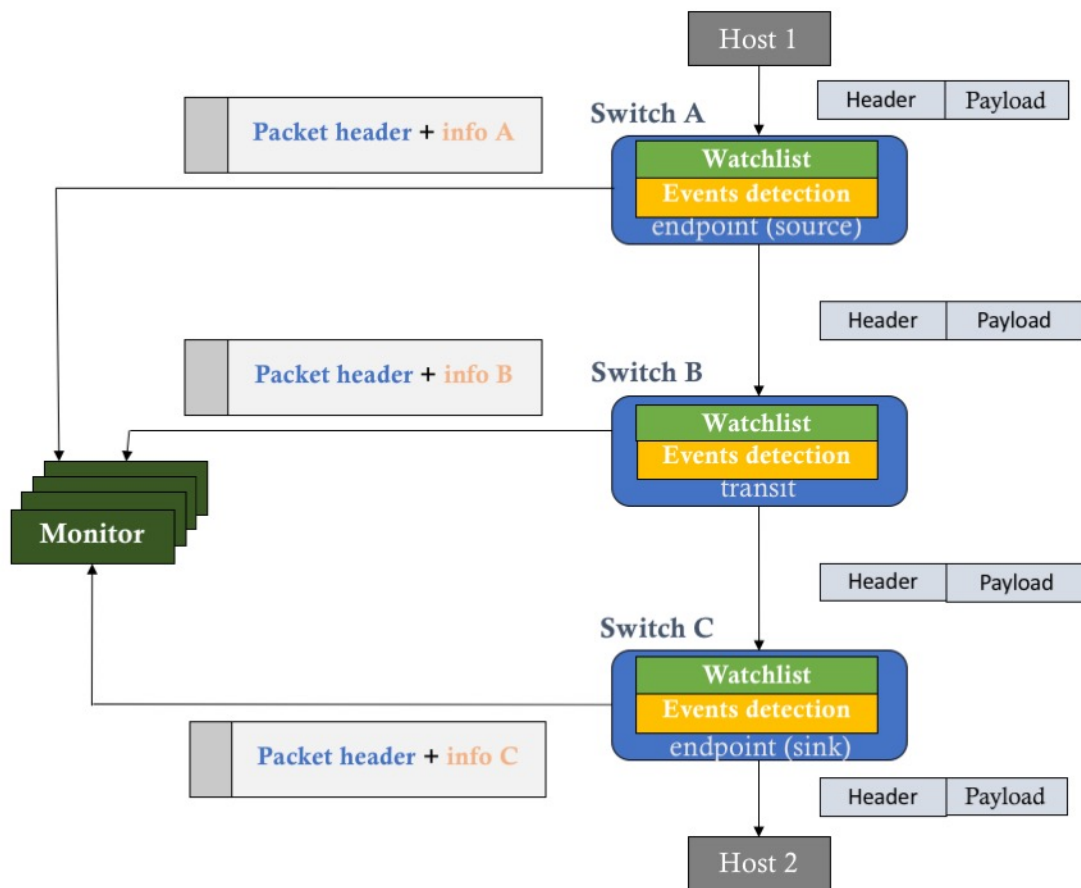 Host 1
Header Payload
Packet header + info A
Switch A
Watchlist
Events detection
endpoint (source)
Header Payload
Packet header + info B
Switch B
Watchlist
Events detection
transit
Monitor
Header Payload
Switch C
Watchlist
Events detection
endpoint (sink)
Packet header + info C
Header Payload
Host 2